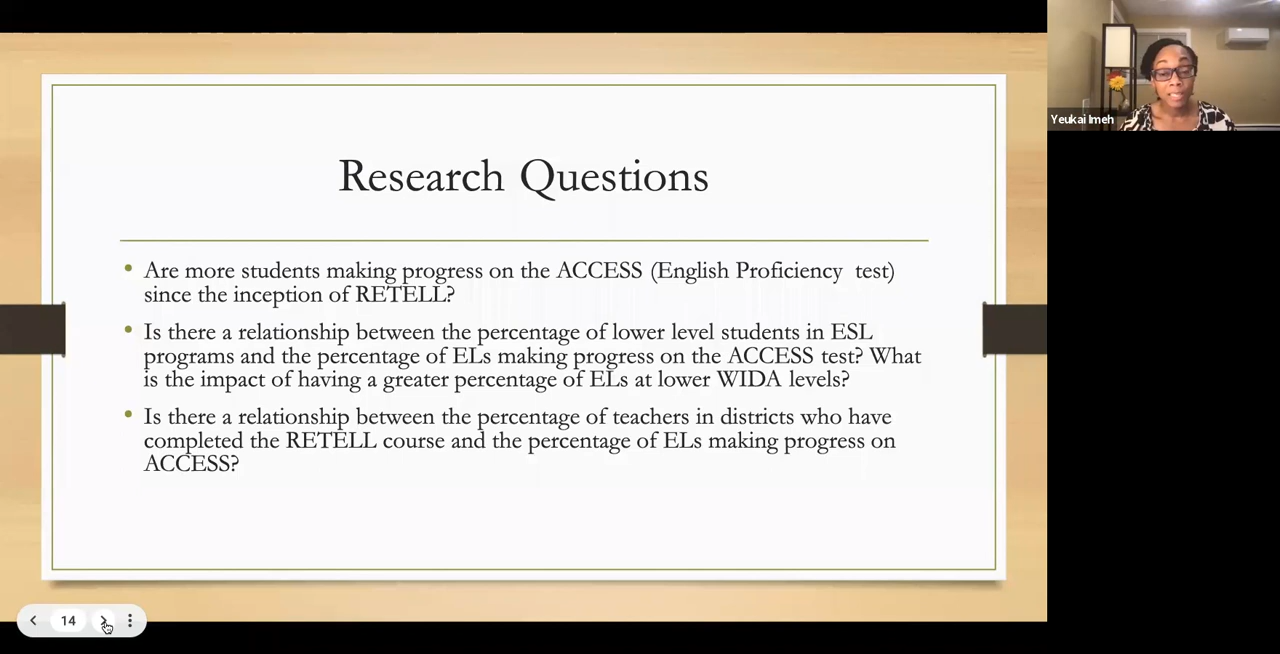 Research Questions
• Are more students making progress on the ACCESS (English Proficiency test)
since the inception of RETELL?
• Is there a relationship between the percentage of lower level students in ESL
programs and the percentage of ELs making progress on the ACCESS test? What
is the impact of having a greater percentage of ELs at lower WIDA levels?
• Is there a relationship between the percentage of teachers in districts who have
completed the RETELL course and the percentage of ELs making progress on
ACCESS?
Yeukai Imeh
14